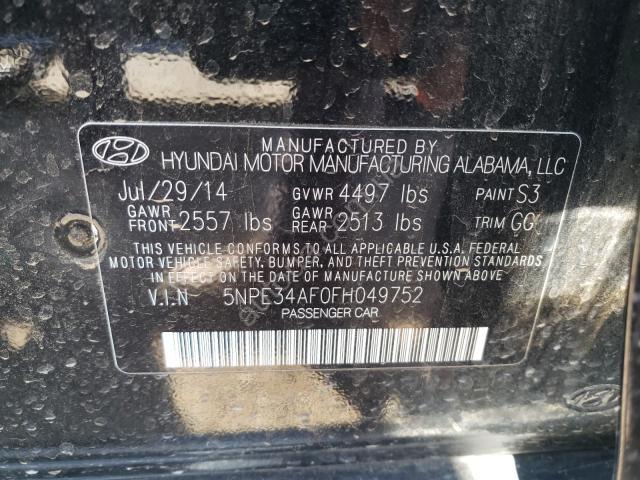 MANUFACTURED BY
HYUNDAI MOTOR MANUFACTURING ALABAMA, LLC
Jul/29/14 GVWR 4497 lbs PAINT S3
GAWR FRONT 2557 lbs GAWR REAR 2513 lbs TRIM GG
THIS VEHICLE CONFORMS TO ALL APPLICABLE U.S.A. FEDERAL
MOTOR VEHICLE SAFETY, BUMPER, AND THEFT PREVENTION
STANDARDS IN EFFECT ON THE DATE OF MANUFACTURE SHOWN ABOVE
V.I.N 5NPE34AF0FH049752
PASSENGER CAR